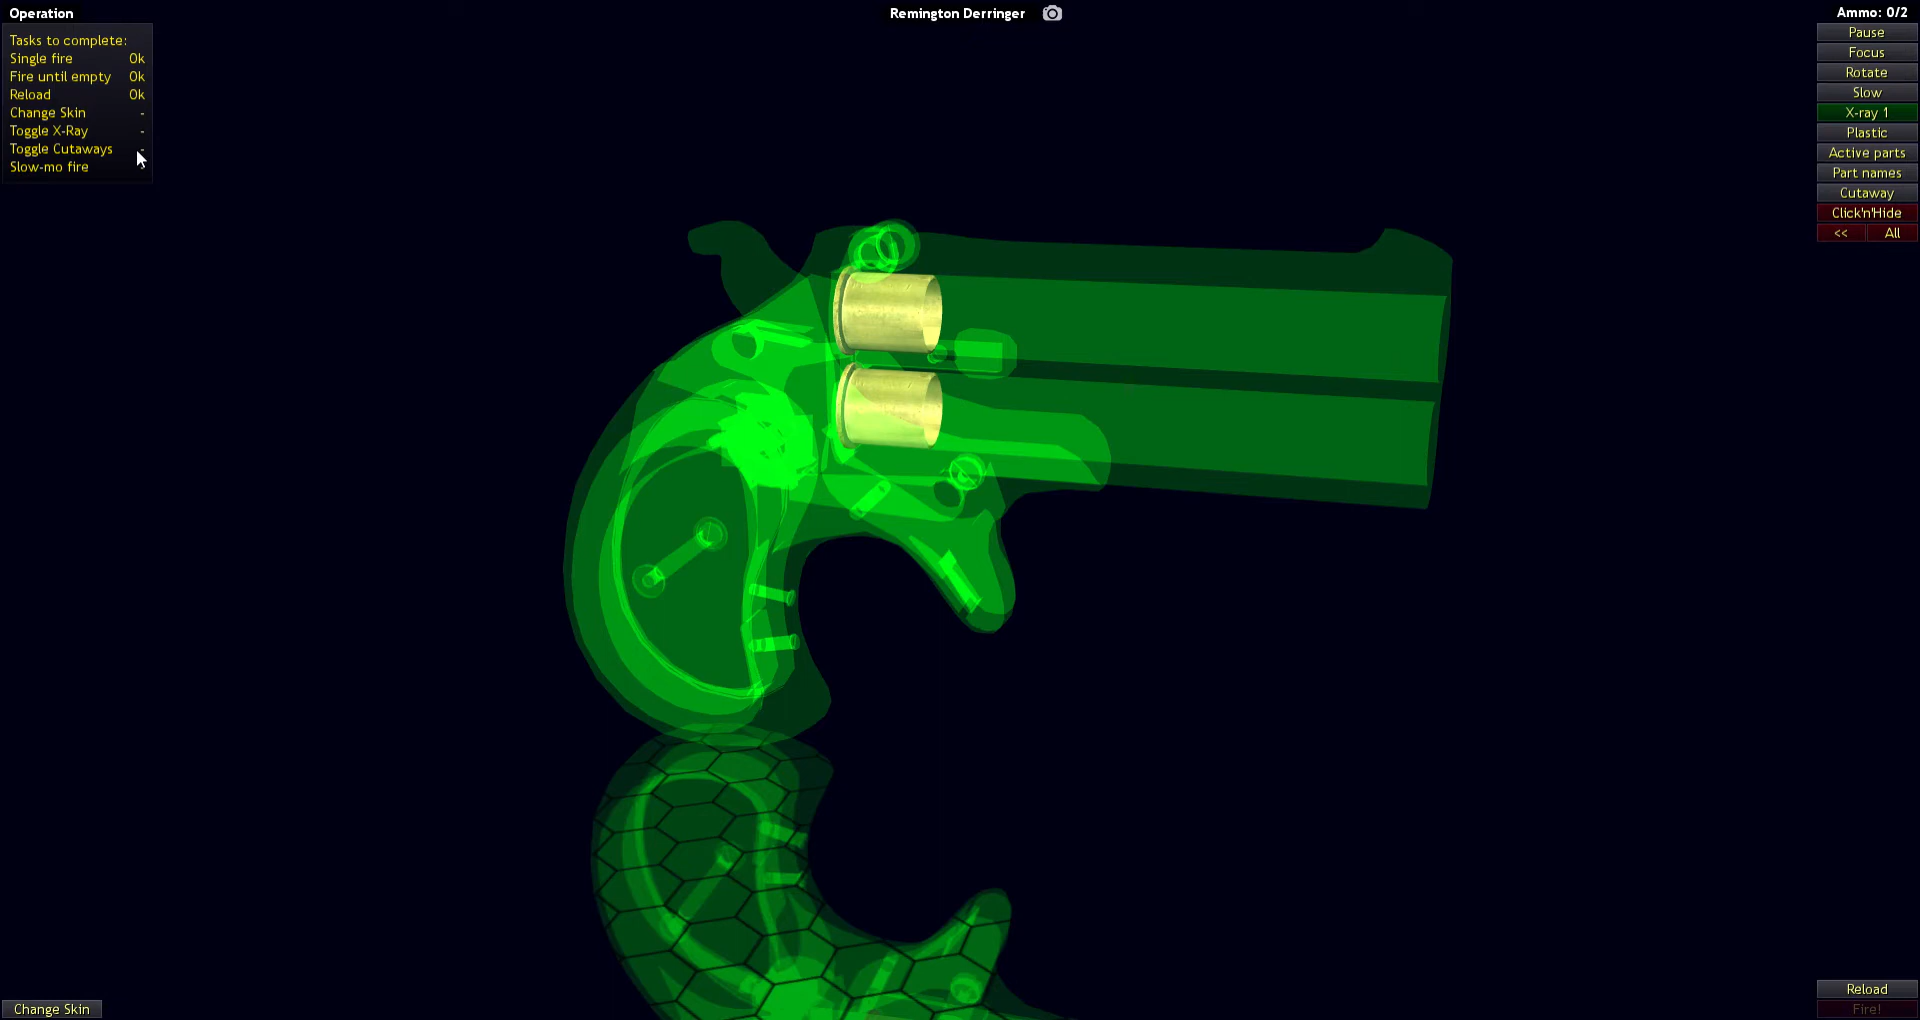 Operation
Tasks to complete:
Single fire Ok
Fire until empty Ok
Reload Ok
Change Skin -
Toggle X-Ray -
Toggle Cutaways -
Slow-mo fire
Remington Derringer
Ammo: 0/2
Pause
Focus
Rotate
Slow
X-ray 1
Plastic
Active parts
Part names
Cutaway
Click'n'Hide
<< All
Change Skin
Reload
Fire!